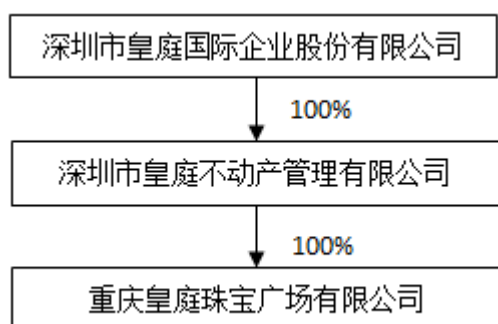 深圳市皇庭国际企业股份有限公司
100%
深圳市皇庭不动产管理有限公司
100%
重庆皇庭珠宝广场有限公司